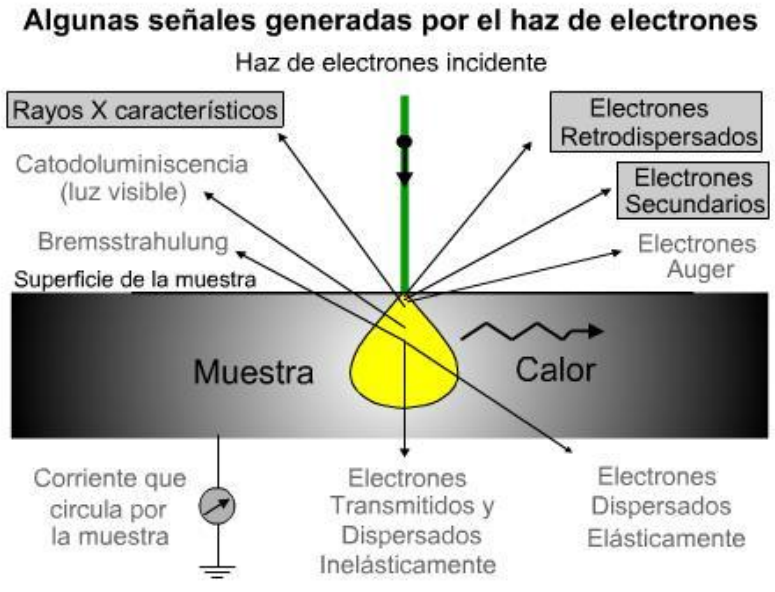 Algunas señales generadas por el haz de electrones
Haz de electrones incidente
Rayos X característicos
Catodoluminiscencia
(luz visible)
Bremsstrahulung
Superficie de la muestra
Electrones
Retrodispersados
Electrones
Secundarios
Electrones
Auger
Muestra
Calor
Corriente que
circula por
la muestra
Electrones
Transmitidos y
Dispersados
Inelásticamente
Electrones
Dispersados
Elásticamente